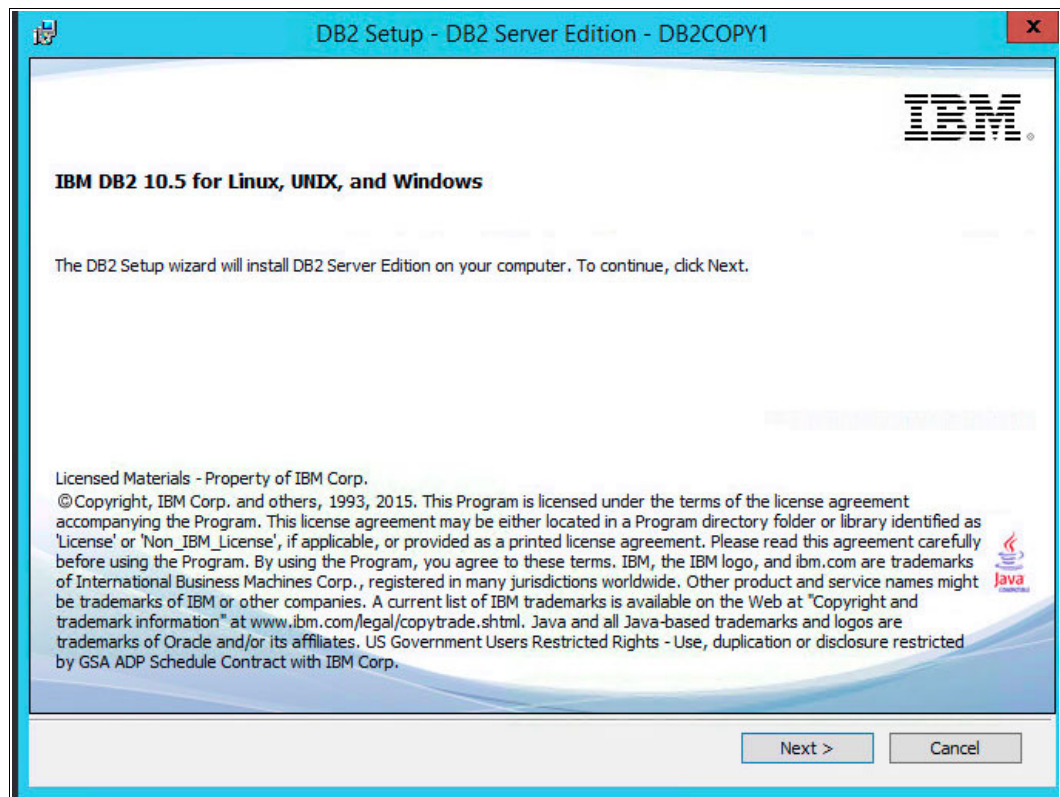 DB2 Setup - DB2 Server Edition - DB2COPY1
x
IBM®
IBM DB2 10.5 for Linux, UNIX, and Windows
The DB2 Setup wizard will install DB2 Server Edition on your computer. To continue, click Next.
Licensed Materials - Property of IBM Corp.
©Copyright, IBM Corp. and others, 1993, 2015. This Program is licensed under the terms of the license agreement
accompanying the Program. This license agreement may be either located in a Program directory folder or library identified as
'License' or 'Non_IBM_License', if applicable, or provided as a printed license agreement. Please read this agreement carefully
before using the Program. By using the Program, you agree to these terms. IBM, the IBM logo, and ibm.com are trademarks
of International Business Machines Corp., registered in many jurisdictions worldwide. Other product and service names might
be trademarks of IBM or other companies. A current list of IBM trademarks is available on the Web at "Copyright and
trademark information" at www.ibm.com/legal/copytrade.shtml. Java and all Java-based trademarks and logos are
trademarks of Oracle and/or its affiliates. US Government Users Restricted Rights - Use, duplication or disclosure restricted
by GSA ADP Schedule Contract with IBM Corp.
Java
COMPATIBLE
Next >
Cancel